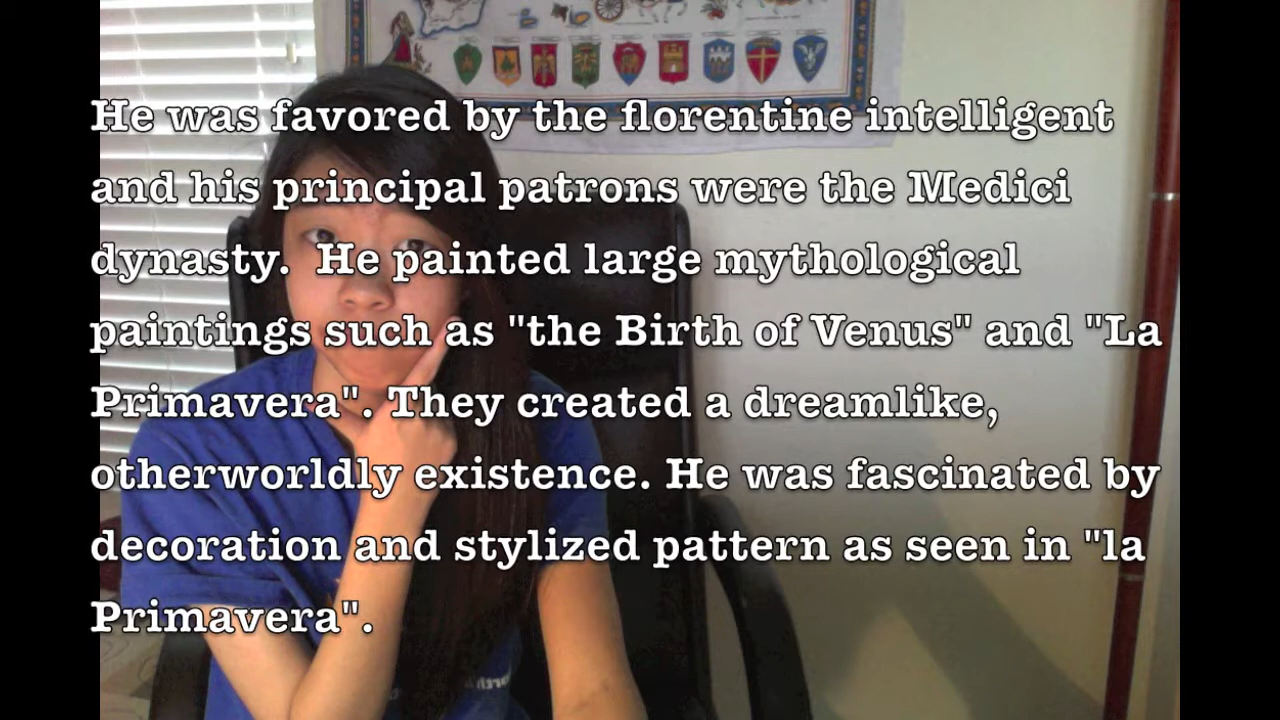 He was favored by the florentine intelligent
and his principal patrons were the Medici
dynasty.  He painted large mythological
paintings such as "the Birth of Venus" and "La
Primavera". They created a dreamlike,
otherworldly existence. He was fascinated by
decoration and stylized pattern as seen in "la
Primavera".